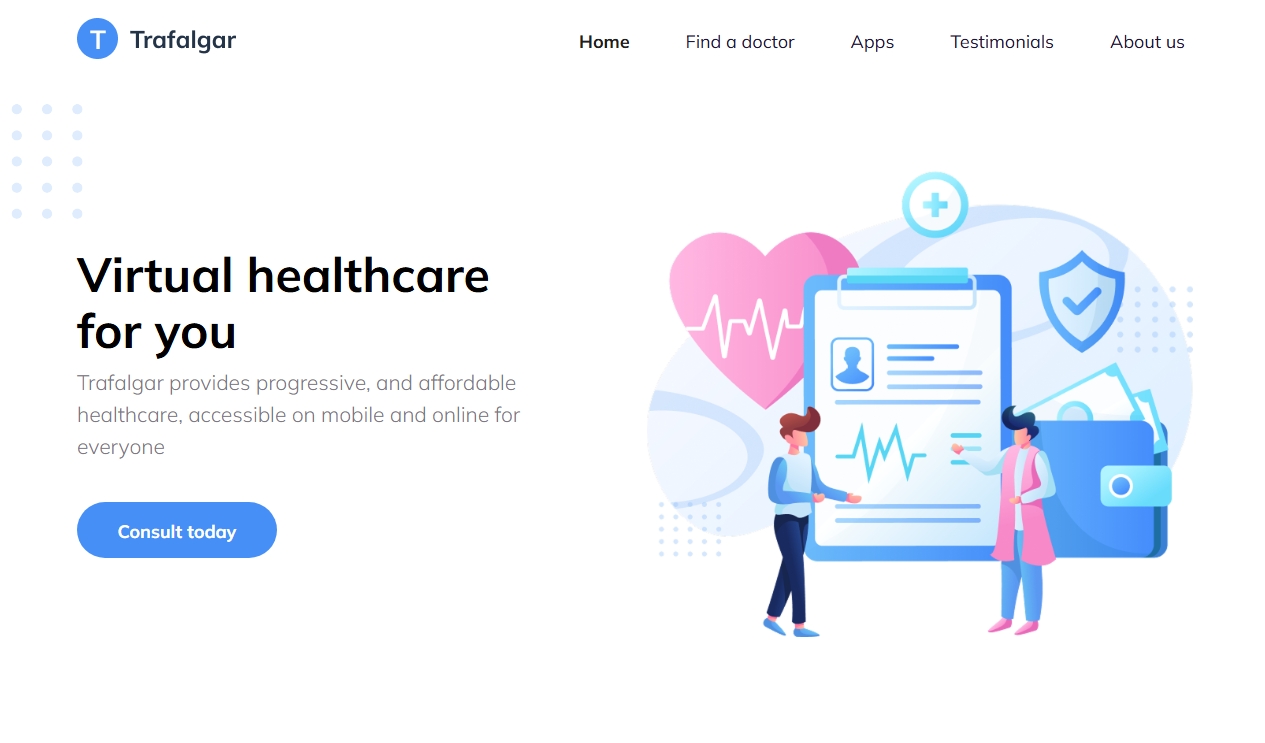 T Trafalgar
Home Find a doctor Apps Testimonials About us
Virtual healthcare
for you
Trafalgar provides progressive, and affordable
healthcare, accessible on mobile and online for
everyone
Consult today